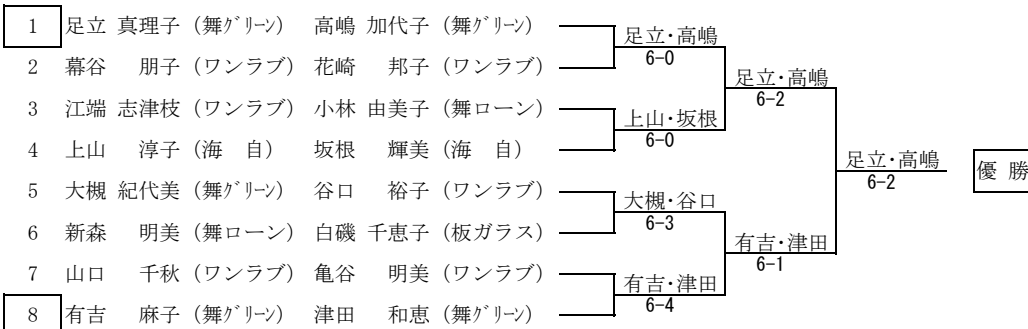 1 足立 真理子 (舞グリーン) 高嶋 加代子 (舞グリーン)
足立・高嶋
6-0
2 幕谷 朋子 (ワンラブ) 花崎 邦子 (ワンラブ)
足立・高嶋
6-2
3 江端 志津枝 (ワンラブ) 小林 由美子 (舞ローン)
上山・坂根
6-0
4 上山 淳子 (海 自) 坂根 輝美 (海 自)
足立・高嶋
6-2
優 勝
5 大槻 紀代美 (舞グリーン) 谷口 裕子 (ワンラブ)
大槻・谷口
6-3
6 新森 明美 (舞ローン) 白磯 千恵子 (板ガラス)
有吉・津田
6-1
7 山口 千秋 (ワンラブ) 亀谷 明美 (ワンラブ)
有吉・津田
6-4
8 有吉 麻子 (舞グリーン) 津田 和恵 (舞グリーン)